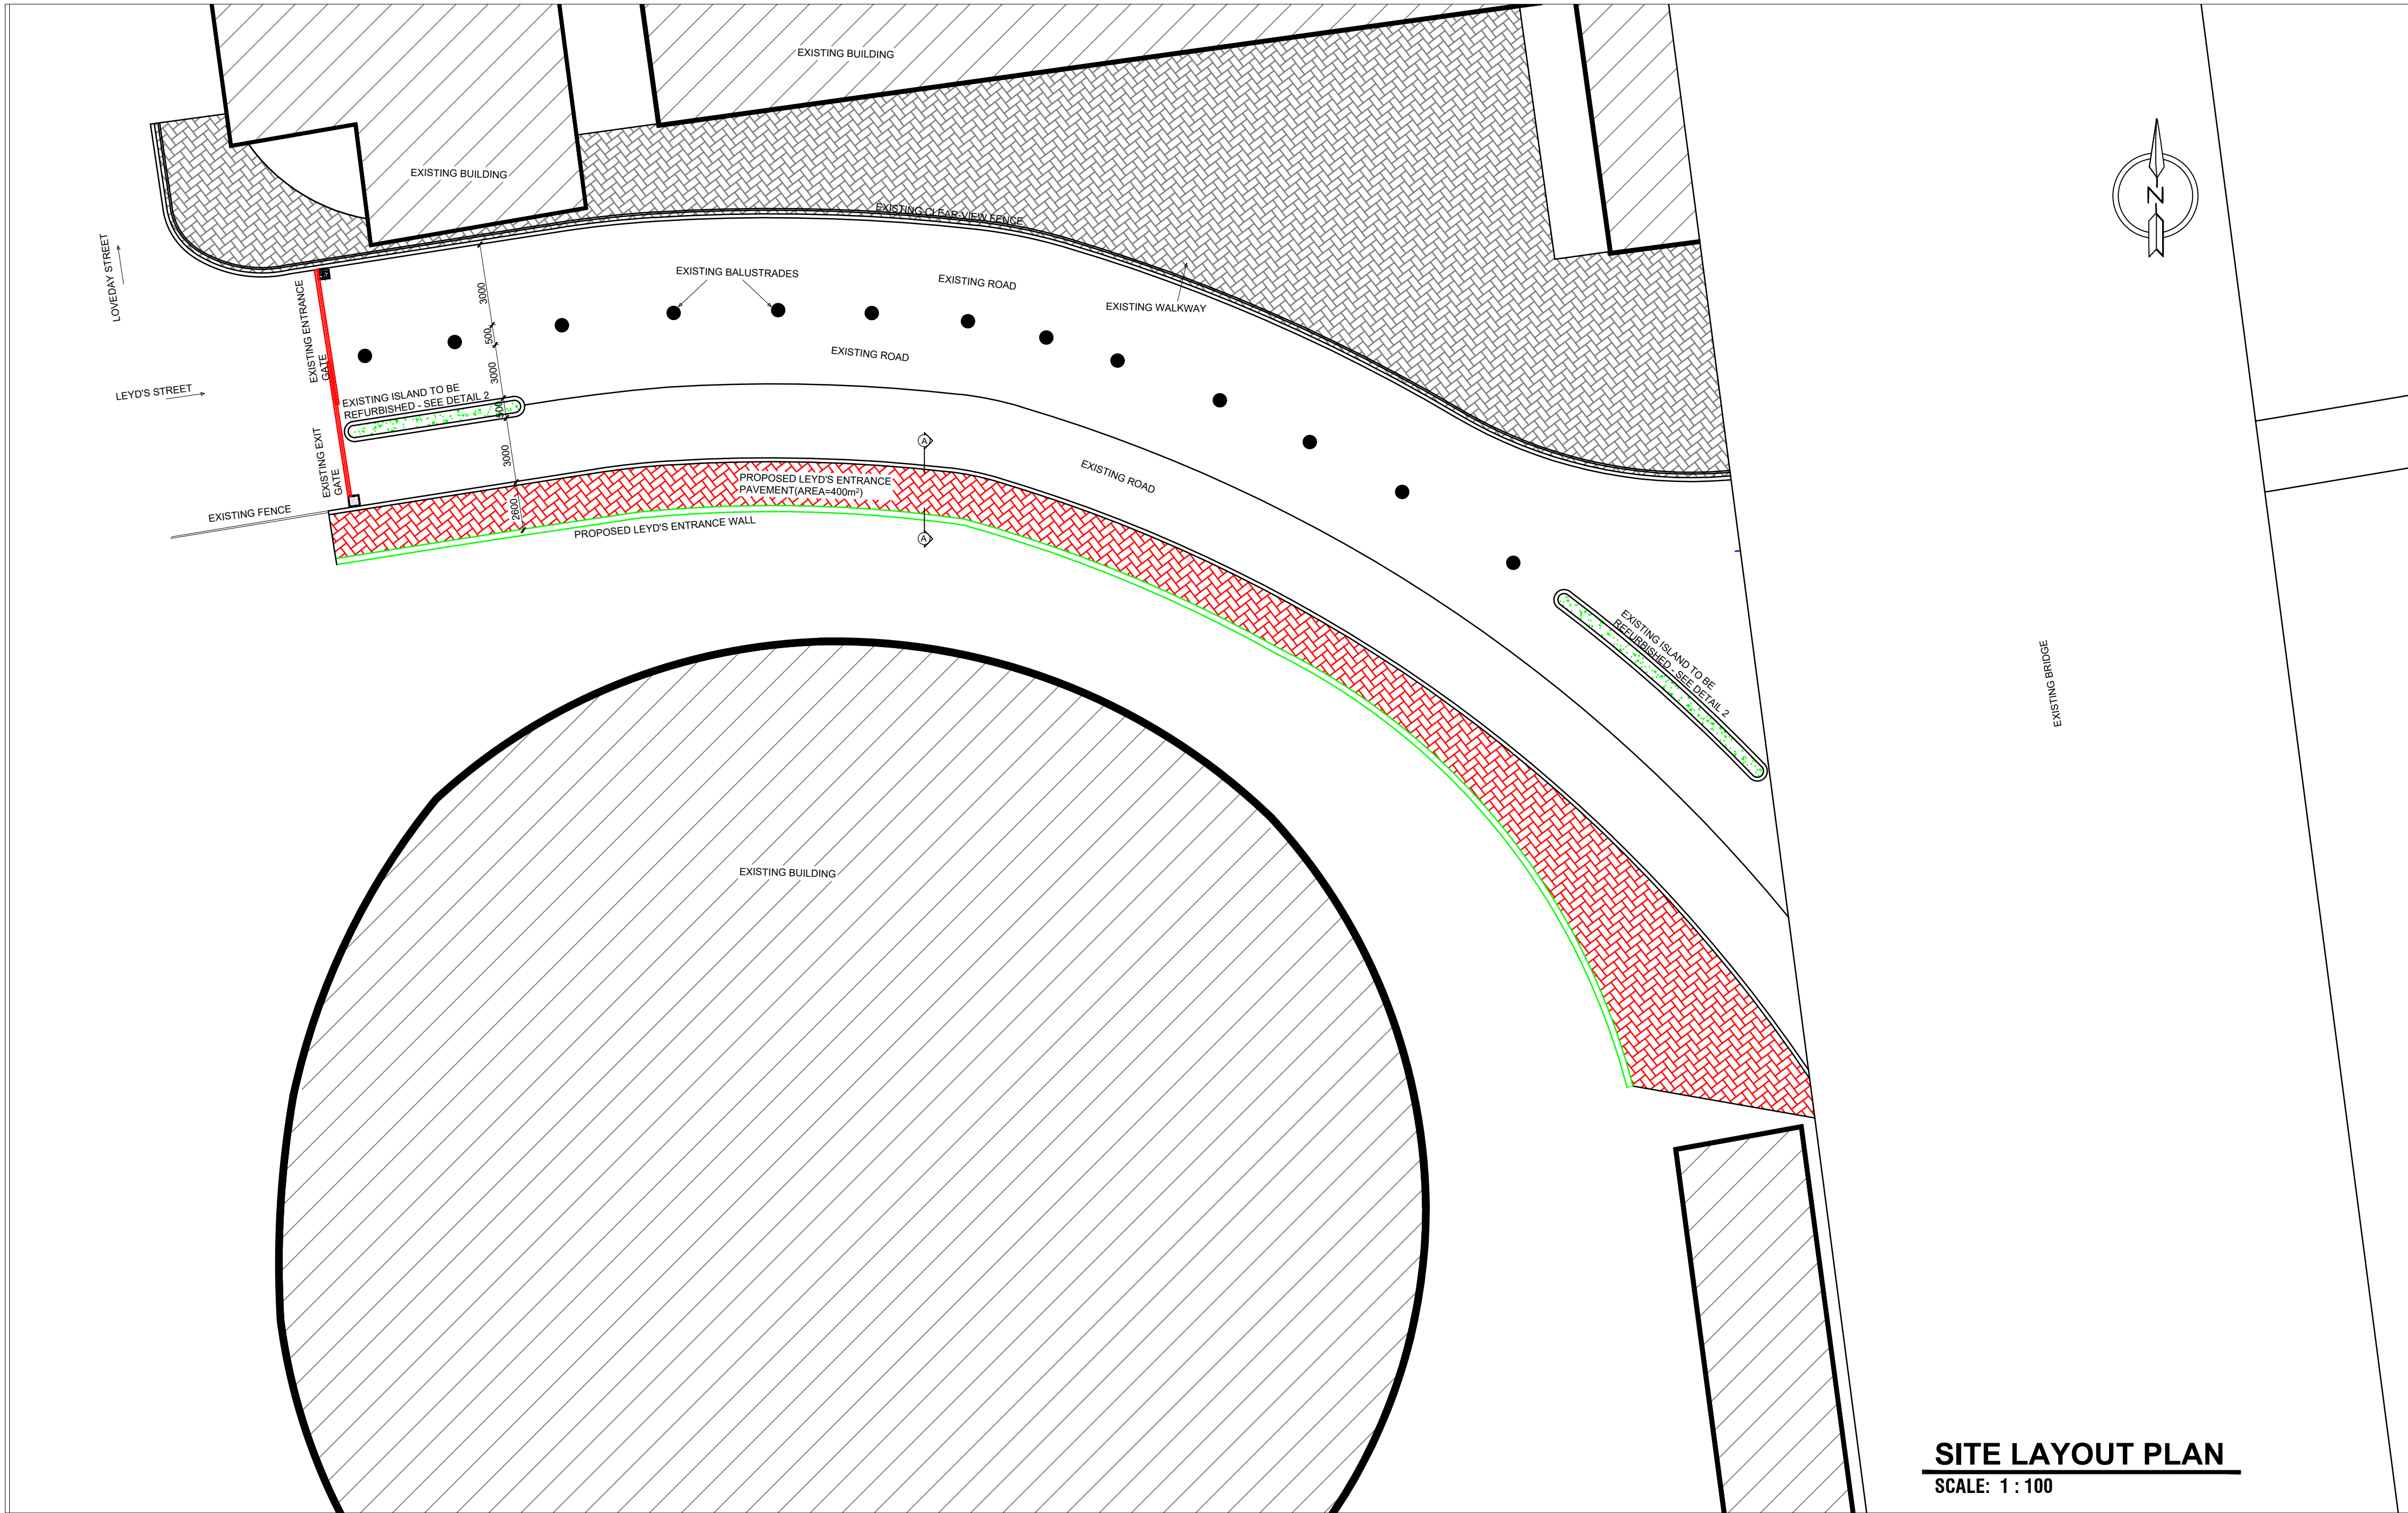 EXISTING BUILDING
EXISTING BUILDING
EXISTING CLEAR-VIEW FENCE
LOVEDAY STREET
EXISTING BALUSTRADES
EXISTING ROAD
EXISTING WALKWAY
N
3000
500
3000
500
3000
2600
EXISTING ENTRANCE
GATE
EXISTING ROAD
LEYD'S STREET
EXISTING ISLAND TO BE
REFURBISHED - SEE DETAIL 2
EXISTING EXIT
GATE
A
EXISTING ROAD
PROPOSED LEYD'S ENTRANCE
PAVEMENT(AREA=400m²)
EXISTING FENCE
PROPOSED LEYD'S ENTRANCE WALL
A
EXISTING ISLAND TO BE
REFURBISHED - SEE DETAIL 2
EXISTING BRIDGE
EXISTING BUILDING
SITE LAYOUT PLAN
SCALE: 1 : 100